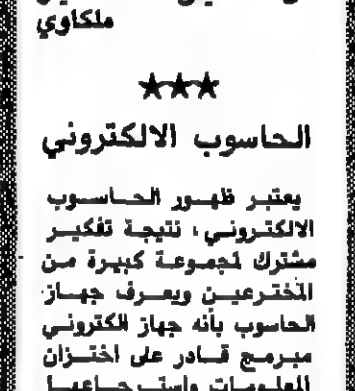 ملكاوي
★★★
الحاسوب الالكتروني
يعتبر ظهور الحاسوب
الالكتروني، نتيجة تفكير
مشترك لمجموعة كبيرة من
المخترعين ويعرف جهاز
الحاسوب بأنه جهاز الكتروني
مبرمج قادر على اختزان
المعلومات واسترجاعها